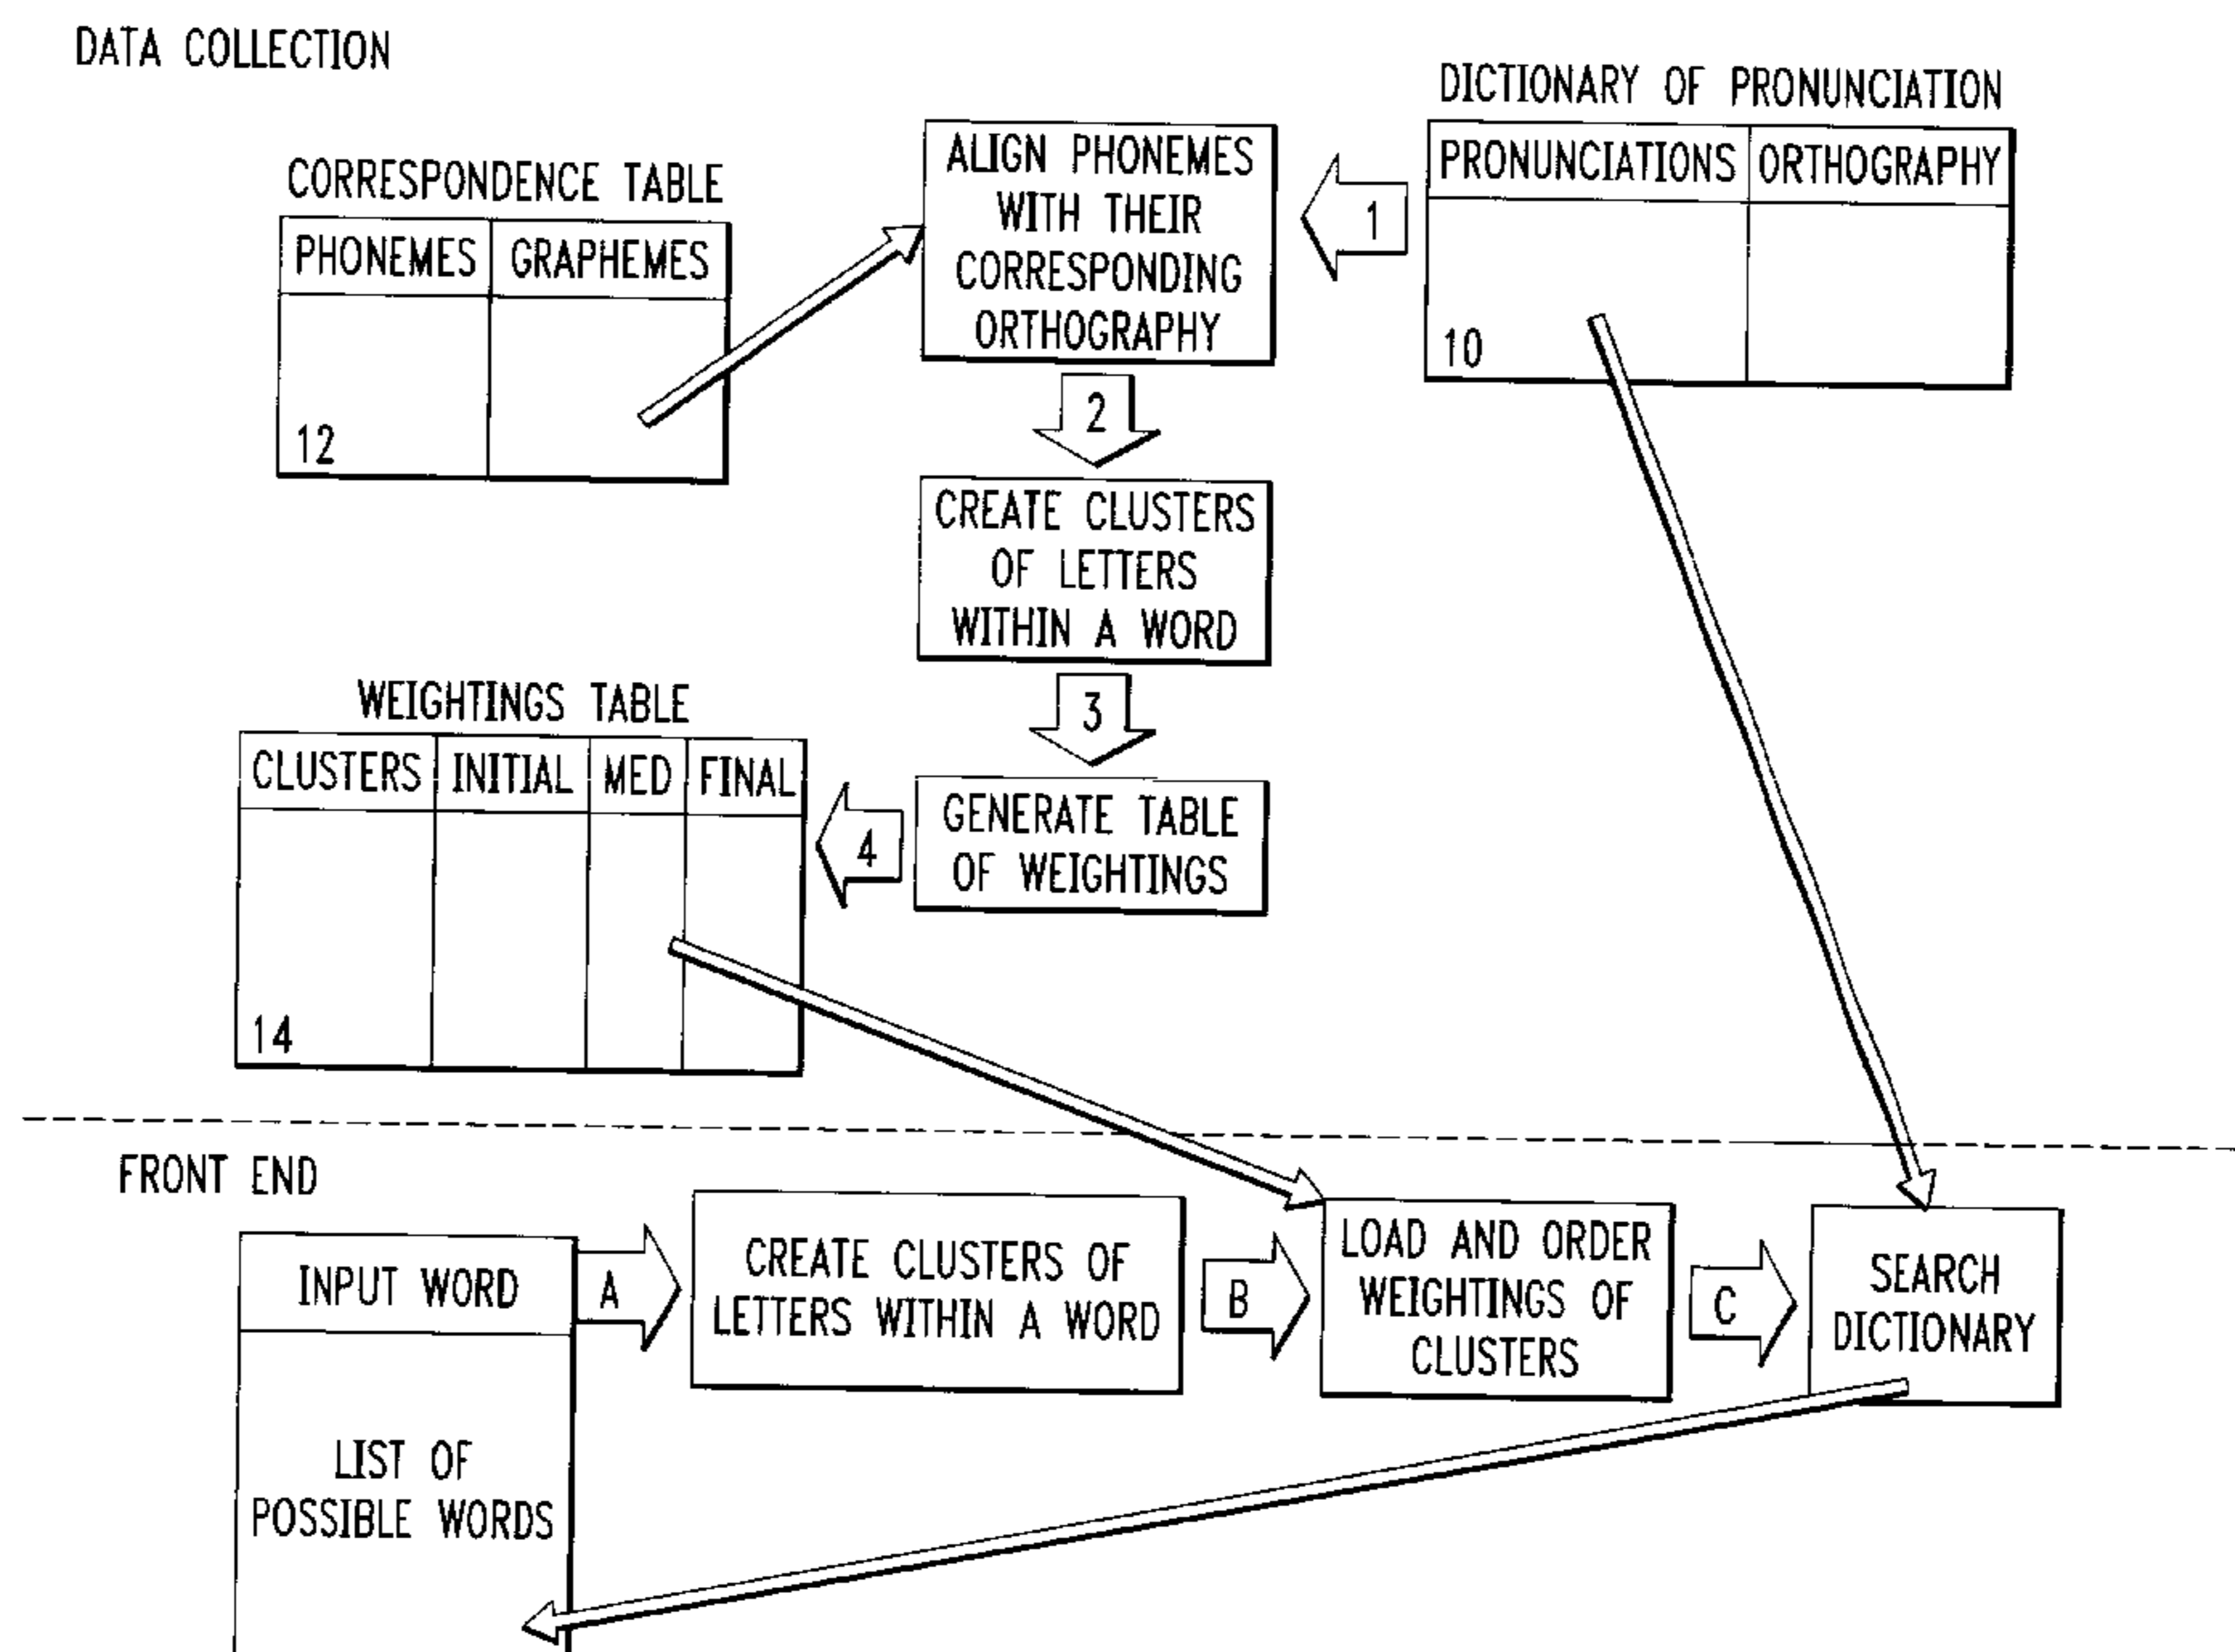 DATA COLLECTION
DICTIONARY OF PRONUNCIATION
PRONUNCIATIONS ORTHOGRAPHY
10
CORRESPONDENCE TABLE
PHONEMES GRAPHEMES
12
ALIGN PHONEMES
WITH THEIR
CORRESPONDING
ORTHOGRAPHY
1
2
CREATE CLUSTERS
OF LETTERS
WITHIN A WORD
3
GENERATE TABLE
OF WEIGHTINGS
4
WEIGHTINGS TABLE
CLUSTERS INITIAL MED FINAL
14
FRONT END
INPUT WORD
A
CREATE CLUSTERS OF
LETTERS WITHIN A WORD
B
LOAD AND ORDER
WEIGHTINGS OF
CLUSTERS
C
SEARCH
DICTIONARY
LIST OF
POSSIBLE WORDS